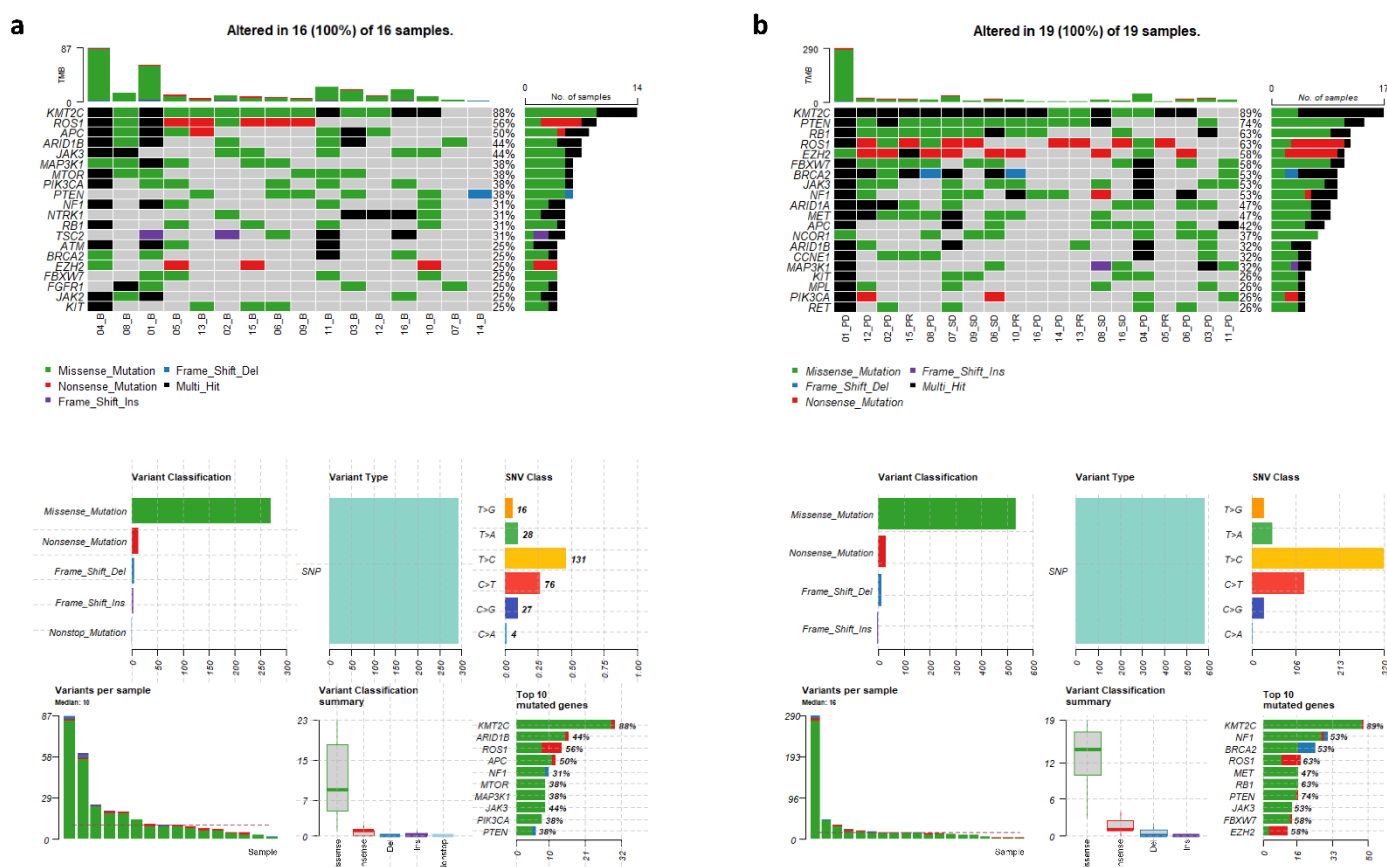 a
Altered in 16 (100%) of 16 samples.
87
0
TMB
0 14
No. of samples
KMT2C 88%
ROS1 56%
APC 50%
ARID1B 44%
JAK3 44%
MAP3K1 38%
MTOR 38%
PIK3CA 38%
PTEN 38%
NF1 31%
NTRK1 31%
RB1 31%
TSC2 31%
ATM 25%
BRCA2 25%
EZH2 25%
FBXW7 25%
FGFR1 25%
JAK2 25%
KIT 25%
04_B 08_B 01_B 05_B 13_B 02_B 15_B 06_B 09_B 11_B 03_B 12_B 16_B 10_B 07_B 14_B
Missense_Mutation Frame_Shift_Del
Nonsense_Mutation Multi_Hit
Frame_Shift_Ins
Variant Classification
Missense_Mutation
Nonsense_Mutation
Frame_Shift_Del
Frame_Shift_Ins
Nonstop_Mutation
0 50 100 150 200 250 300
Variant Type
SNP
0 50 100 150 200 250 300
SNV Class
T>G 16
T>A 28
T>C 131
C>T 76
C>G 27
C>A 4
0.00 0.25 0.50 0.75 1.00
Variants per sample
Median: 10
87
58
29
0
Sample
Variant Classification
summary
23
15
7
0
issense
nsense
Del
Ins
onstop
Top 10
mutated genes
KMT2C 88%
ARID1B 44%
ROS1 56%
APC 50%
NF1 31%
MTOR 38%
MAP3K1 38%
JAK3 44%
PIK3CA 38%
PTEN 38%
0 10 21 32
b
Altered in 19 (100%) of 19 samples.
290
0
TMB
0 17
No. of samples
KMT2C 89%
PTEN 74%
RB1 63%
ROS1 63%
EZH2 58%
FBXW7 58%
BRCA2 53%
JAK3 53%
NF1 53%
ARID1A 47%
MET 47%
APC 42%
NCOR1 37%
ARID1B 32%
CCNE1 32%
MAP3K1 32%
KIT 26%
MPL 26%
PIK3CA 26%
RET 26%
01_PD 12_PD 02_PD 15_PR 08_PD 07_SD 09_SD 06_SD 10_PR 16_PD 14_PD 13_PR 08_SD 16_SD 04_PD 05_PR 06_PD 03_PD 11_PD
Missense_Mutation Frame_Shift_Ins
Frame_Shift_Del Multi_Hit
Nonsense_Mutation
Variant Classification
Missense_Mutation
Nonsense_Mutation
Frame_Shift_Del
Frame_Shift_Ins
0 100 200 300 400 500 600
Variant Type
SNP
0 100 200 300 400 500 600
SNV Class
T>G
T>A
T>C
C>T
C>G
C>A
0 106 213 320
Variants per sample
Median: 16
290
193
96
0
Variant Classification
summary
19
12
6
0
issense
nsense
Del
Ins
Top 10
mutated genes
KMT2C 89%
NF1 53%
BRCA2 53%
ROS1 63%
MET 47%
RB1 63%
PTEN 74%
JAK3 53%
FBXW7 58%
EZH2 58%
0 16 33 50